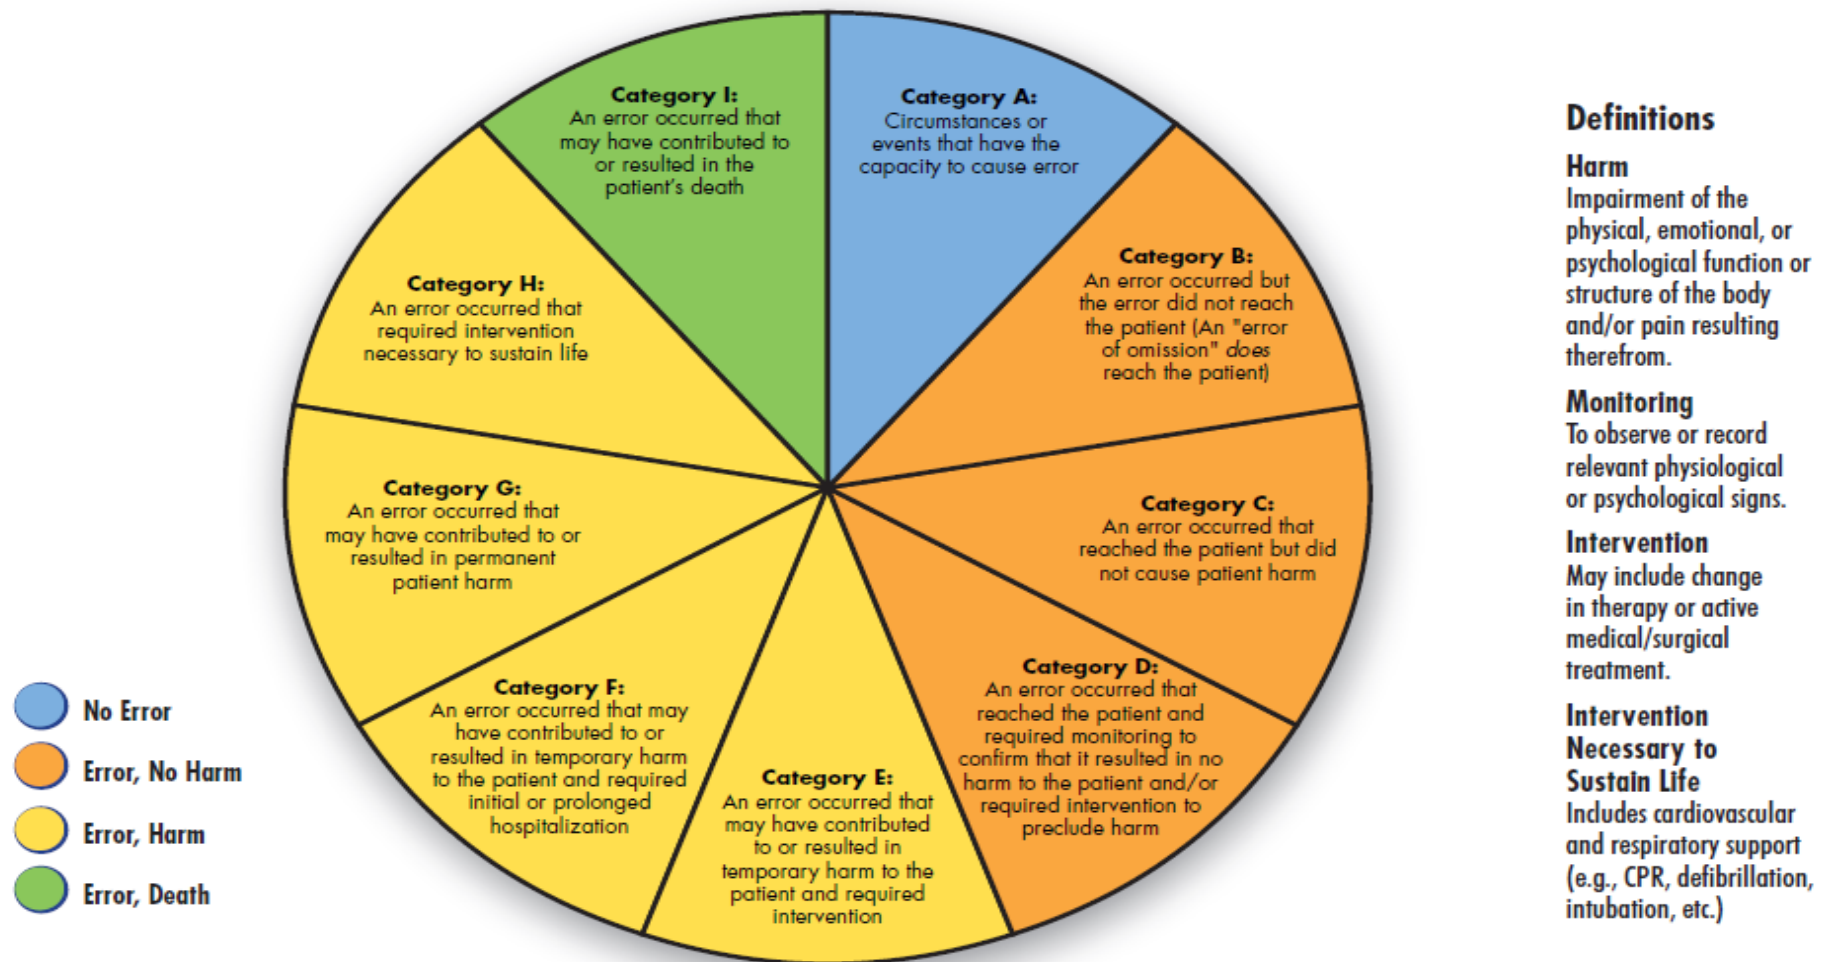 Category I:
An error occurred that
may have contributed to
or resulted in the
patient's death
Category A:
Circumstances or
events that have the
capacity to cause error
Category B:
An error occurred but
the error did not reach
the patient (An "error
of omission" does
reach the patient)
Category C:
An error occurred that
reached the patient but did
not cause patient harm
Category D:
An error occurred that
reached the patient and
required monitoring to
confirm that it resulted in no
harm to the patient and/or
required intervention to
preclude harm
Category E:
An error occurred that
may have contributed
to or resulted in
temporary harm to the
patient and required
intervention
Category F:
An error occurred that may
have contributed to or
resulted in temporary harm
to the patient and required
initial or prolonged
hospitalization
Category G:
An error occurred that
may have contributed to or
resulted in permanent
patient harm
Category H:
An error occurred that
required intervention
necessary to sustain life
No Error
Error, No Harm
Error, Harm
Error, Death
Definitions
Harm
Impairment of the
physical, emotional, or
psychological function or
structure of the body
and/or pain resulting
therefrom.
Monitoring
To observe or record
relevant physiological
or psychological signs.
Intervention
May include change
in therapy or active
medical/surgical
treatment.
Intervention
Necessary to
Sustain Life
Includes cardiovascular
and respiratory support
(e.g., CPR, defibrillation,
intubation, etc.)